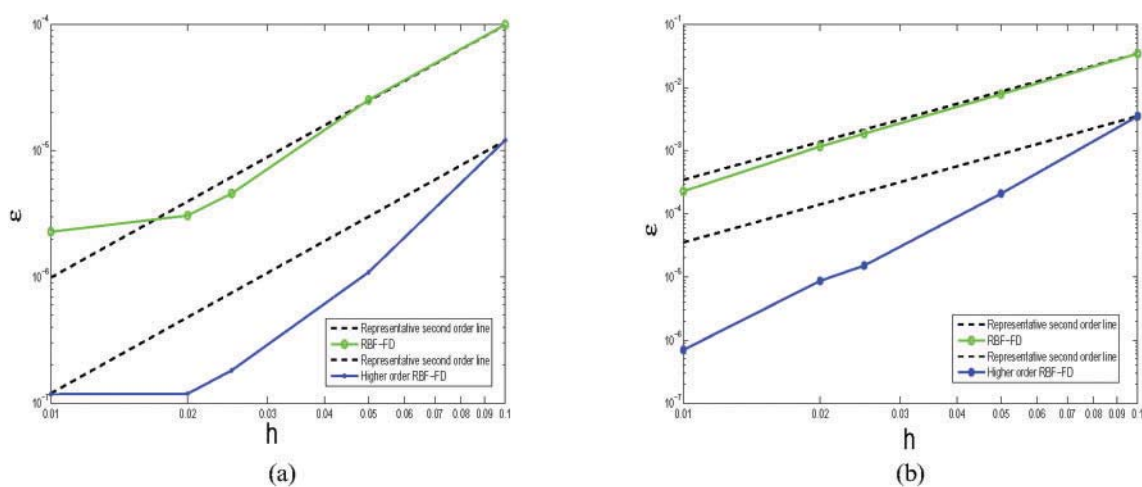 10^-4
10^-5
10^-6
10^-7
ε
0.01 0.02 0.03 0.04 0.05 0.06 0.07 0.08 0.09 0.1
h
Representative second order line
RBF-FD
Representative second order line
Higher order RBF-FD
(a)
10^-1
10^-2
10^-3
10^-4
10^-5
10^-6
10^-7
ε
0.01 0.02 0.03 0.04 0.05 0.06 0.07 0.08 0.09 0.1
h
Representative second order line
RBF-FD
Representative second order line
Higher order RBF-FD
(b)